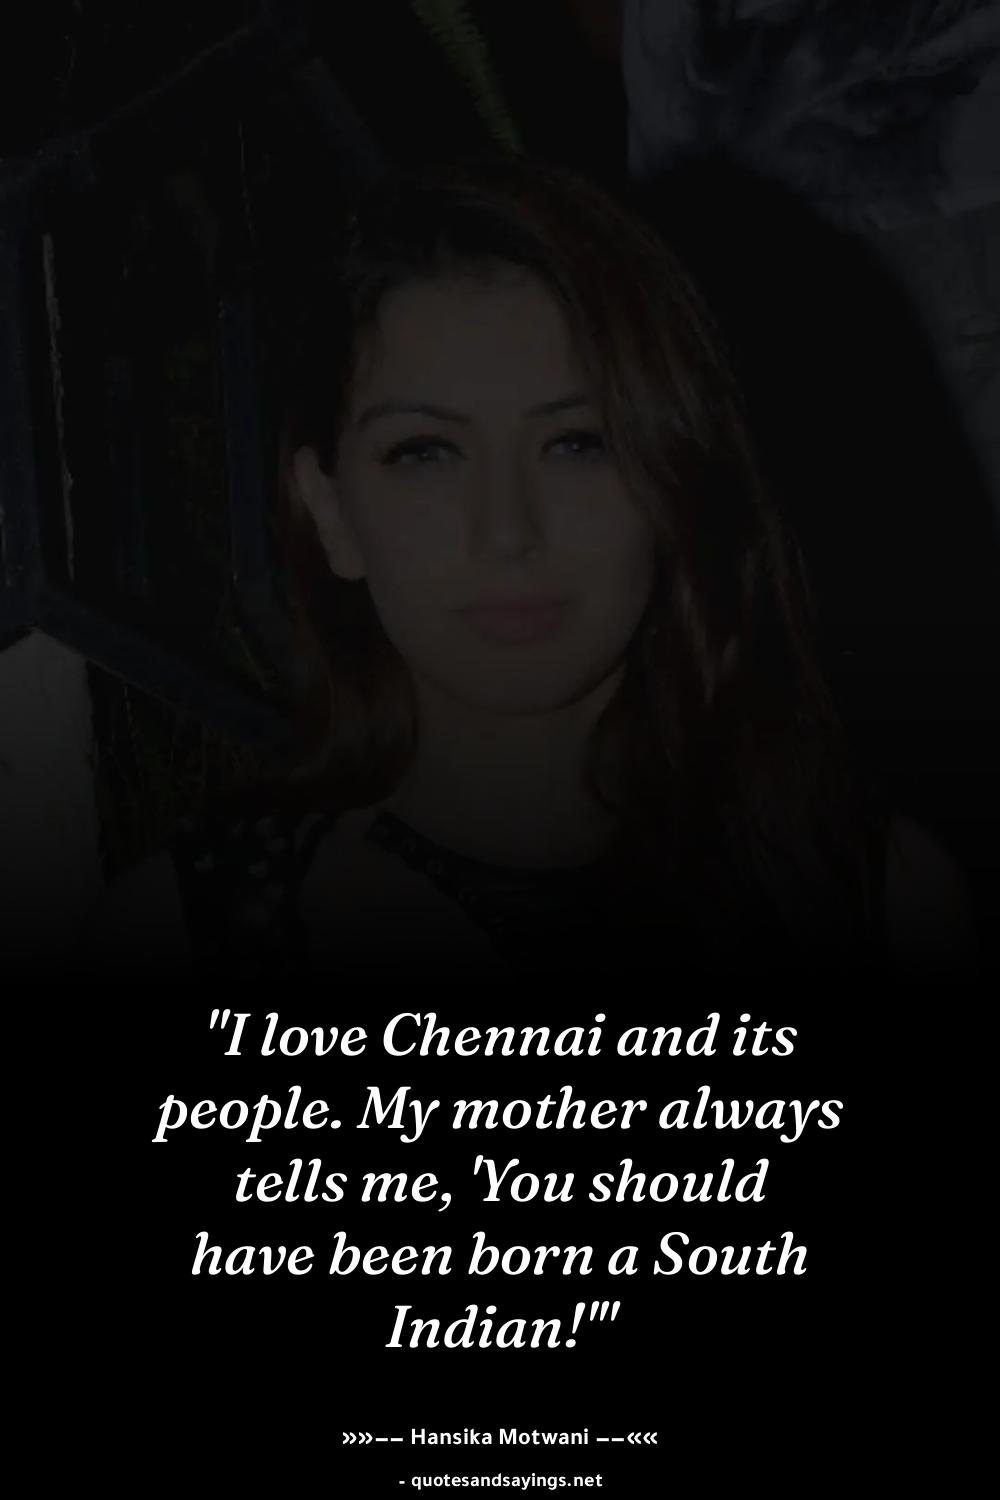 "I love Chennai and its
people. My mother always
tells me, 'You should
have been born a South
Indian!'"
»»−− Hansika Motwani −−««
- quotesandsayings.net